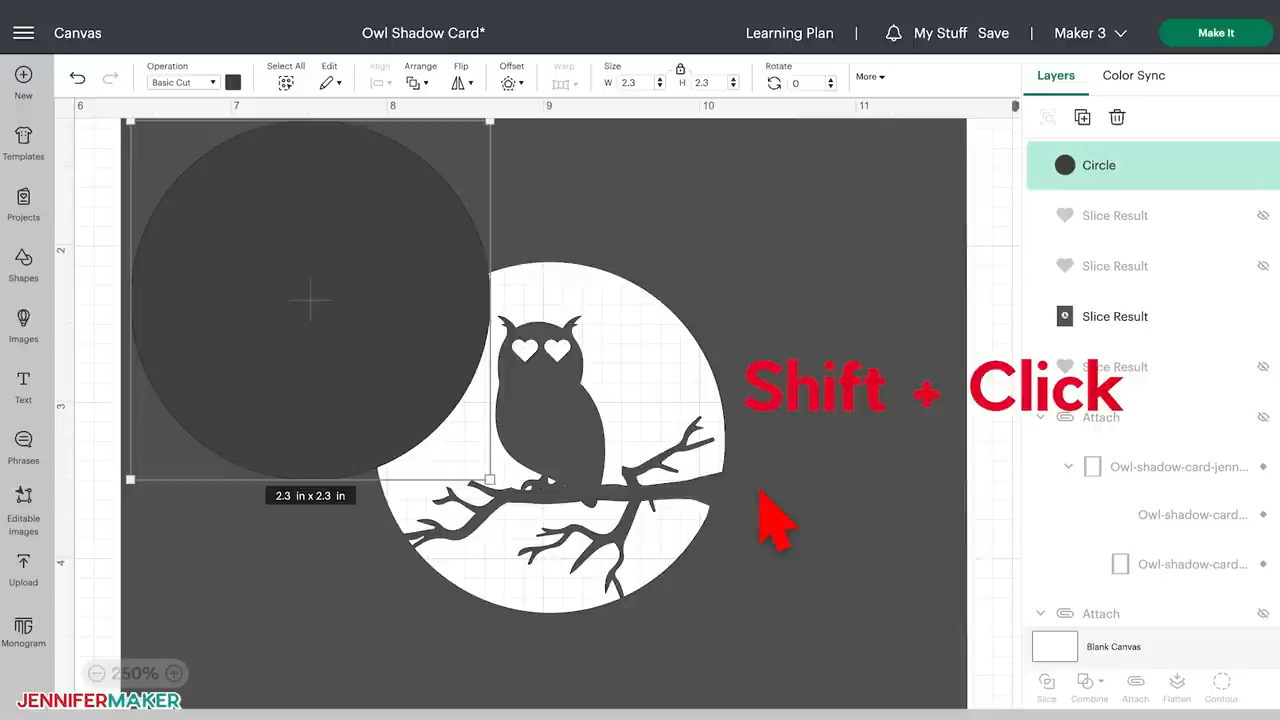 Canvas
Owl Shadow Card*
Learning Plan
|
My Stuff
Save
|
Maker 3
Make It
New
Templates
Projects
Shapes
Images
Text
Phrases
Editable
Images
Upload
Monogram
Operation
Basic Cut
Select All
Edit
Align
Arrange
Flip
Offset
Warp
Size
W 2.3
H 2.3
Rotate
0
More
6 7 8 9 10 11
2
3
4
2.3 in x 2.3 in
Shift + Click
250%
JENNIFERMAKER
Layers
Color Sync
Circle
Slice Result
Slice Result
Slice Result
Slice Result
Attach
Owl-shadow-card-jenn...
Owl-shadow-card...
Owl-shadow-card...
Attach
Blank Canvas
Slice
Combine
Attach
Flatten
Contour